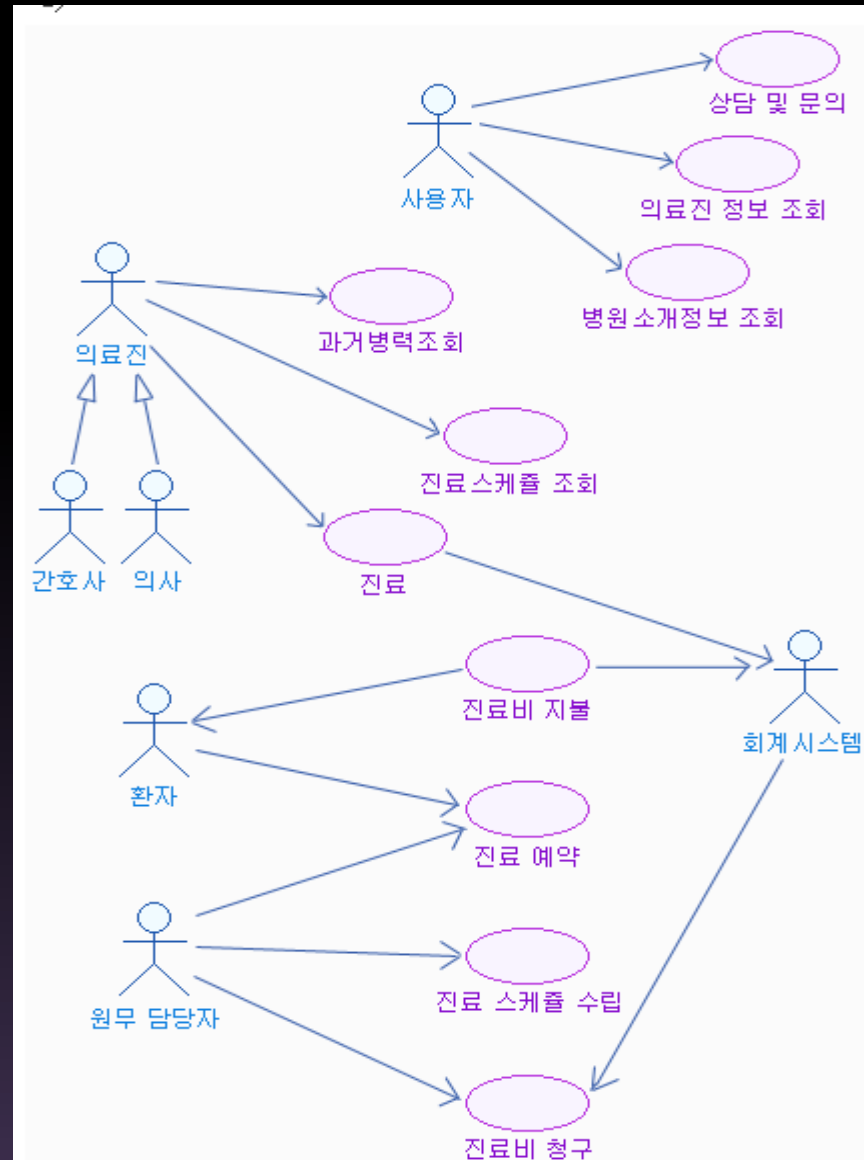 상담 및 문의
사용자
의료진 정보 조회
병원소개정보 조회
과거병력조회
의료진
진료스케쥴 조회
간호사
의사
진료
진료비 지불
회계시스템
환자
진료 예약
진료 스케쥴 수립
원무 담당자
진료비 청구